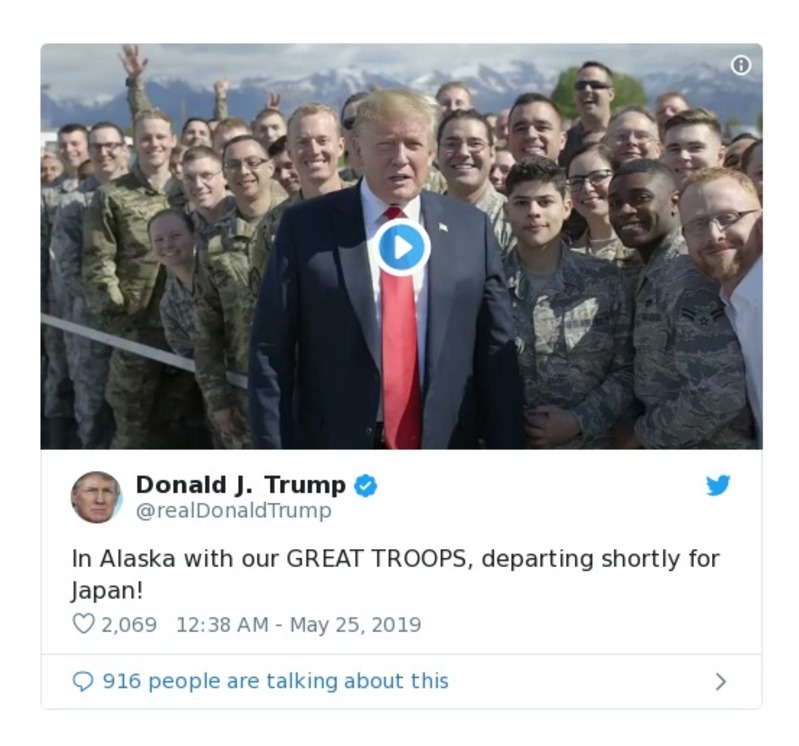 Donald J. Trump
@realDonaldTrump
In Alaska with our GREAT TROOPS, departing shortly for
Japan!
2,069 12:38 AM - May 25, 2019
916 people are talking about this